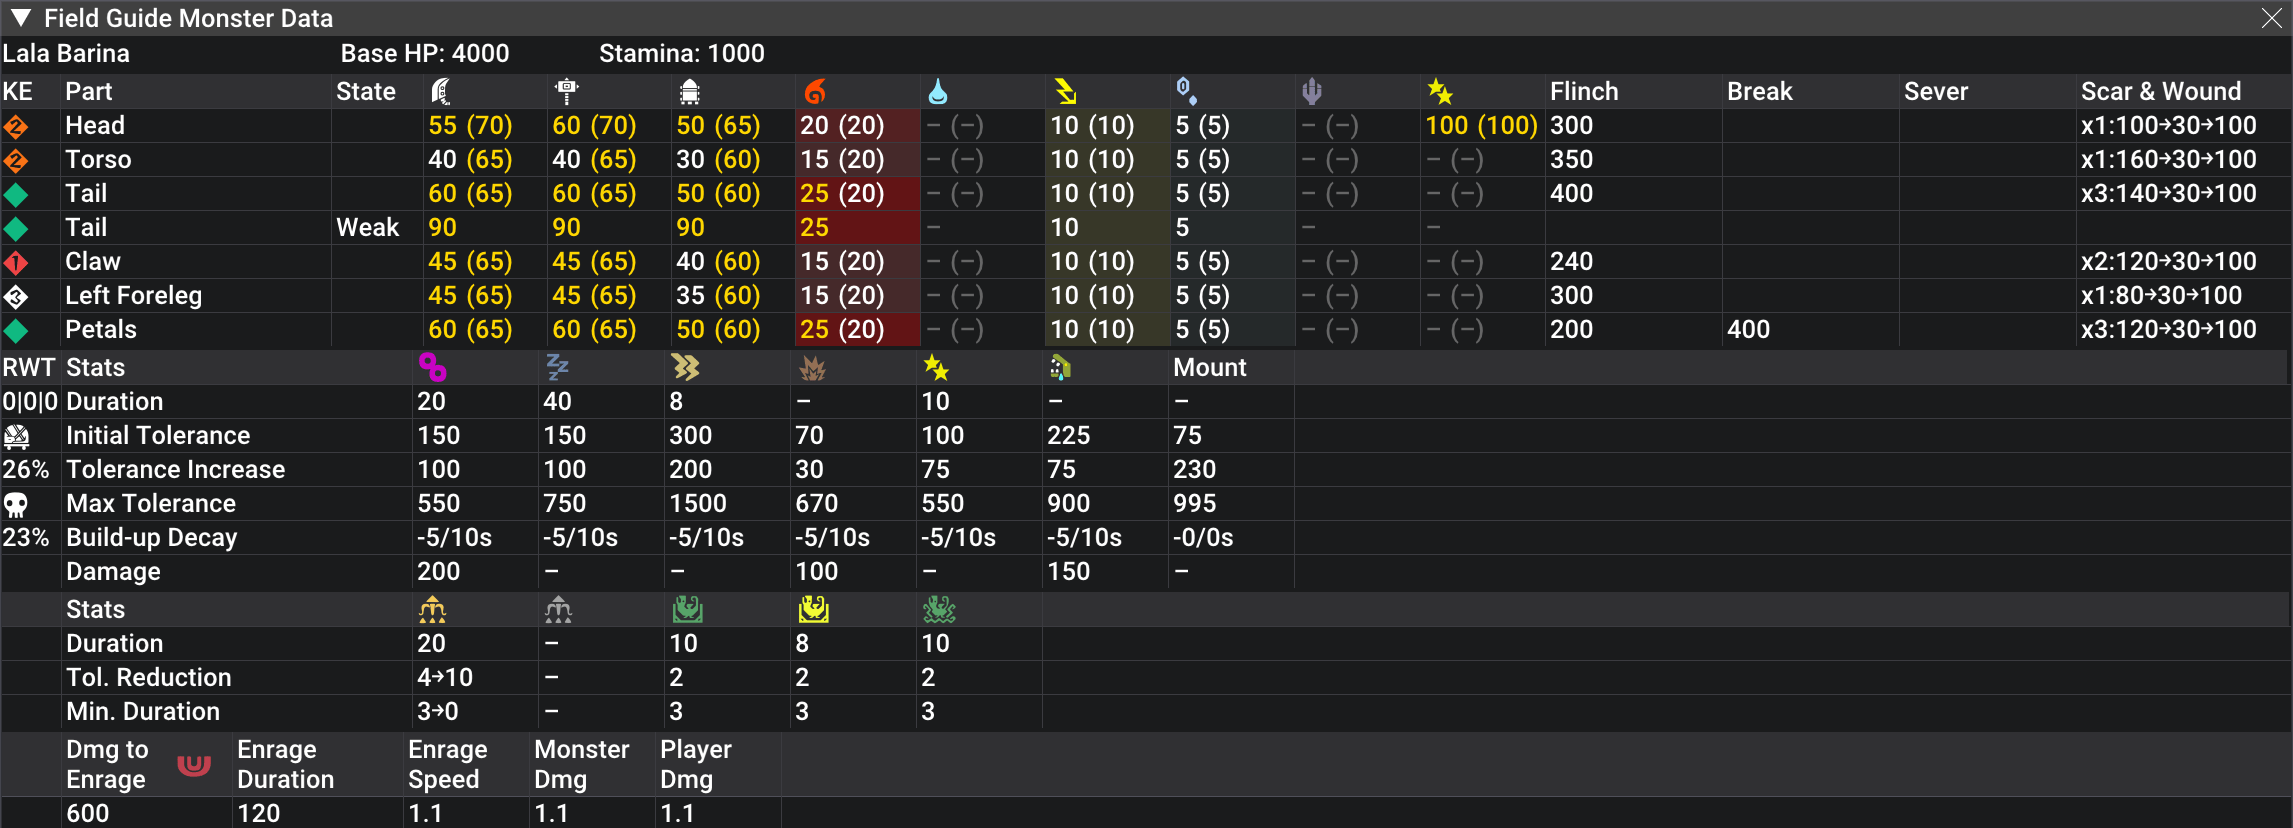 Field Guide Monster Data
Lala Barina Base HP: 4000 Stamina: 1000
KE Part State Flinch Break Sever Scar & Wound
2 Head 55 (70) 60 (70) 50 (65) 20 (20) – (–) 10 (10) 5 (5) – (–) 100 (100) 300 x1:100→30→100
2 Torso 40 (65) 40 (65) 30 (60) 15 (20) – (–) 10 (10) 5 (5) – (–) – (–) 350 x1:160→30→100
Tail 60 (65) 60 (65) 50 (60) 25 (20) – (–) 10 (10) 5 (5) – (–) – (–) 400 x3:140→30→100
Tail Weak 90 90 90 25 – 10 5 – –
1 Claw 45 (65) 45 (65) 40 (60) 15 (20) – (–) 10 (10) 5 (5) – (–) – (–) 240 x2:120→30→100
3 Left Foreleg 45 (65) 45 (65) 35 (60) 15 (20) – (–) 10 (10) 5 (5) – (–) – (–) 300 x1:80→30→100
Petals 60 (65) 60 (65) 50 (60) 25 (20) – (–) 10 (10) 5 (5) – (–) – (–) 200 400 x3:120→30→100
RWT Stats Mount
0|0|0 Duration 20 40 8 – 10 – –
Initial Tolerance 150 150 300 70 100 225 75
26% Tolerance Increase 100 100 200 30 75 75 230
Max Tolerance 550 750 1500 670 550 900 995
23% Build-up Decay -5/10s -5/10s -5/10s -5/10s -5/10s -5/10s -0/0s
Damage 200 – – 100 – 150 –
Stats
Duration 20 – 10 8 10
Tol. Reduction 4→10 – 2 2 2
Min. Duration 3→0 – 3 3 3
Dmg to Enrage Enrage Monster Player
Enrage Duration Speed Dmg Dmg
600 120 1.1 1.1 1.1